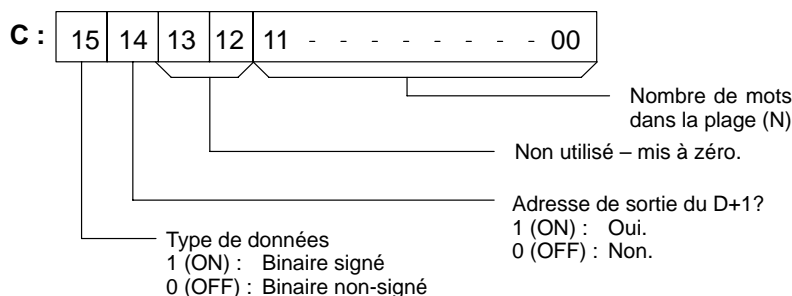 C : 15 14 13 12 11 - - - - - - - - 00
Nombre de mots
dans la plage (N)
Non utilisé – mis à zéro.
Adresse de sortie du D+1?
1 (ON) : Oui.
0 (OFF) : Non.
Type de données
1 (ON) : Binaire signé
0 (OFF) : Binaire non-signé